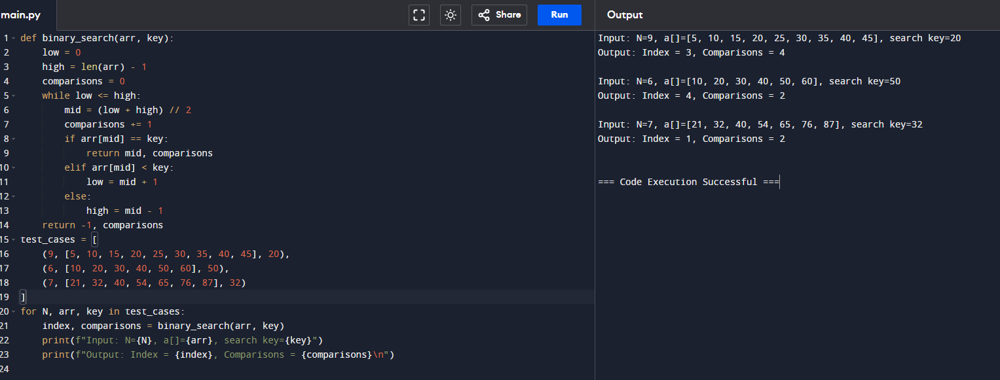 main.py
Share
Run
Output
1 def binary_search(arr, key):
2     low = 0
3     high = len(arr) - 1
4     comparisons = 0
5     while low <= high:
6         mid = (low + high) // 2
7         comparisons += 1
8         if arr[mid] == key:
9             return mid, comparisons
10         elif arr[mid] < key:
11             low = mid + 1
12         else:
13             high = mid - 1
14     return -1, comparisons
15 test_cases = [
16     (9, [5, 10, 15, 20, 25, 30, 35, 40, 45], 20),
17     (6, [10, 20, 30, 40, 50, 60], 50),
18     (7, [21, 32, 40, 54, 65, 76, 87], 32)
19 ]
20 for N, arr, key in test_cases:
21     index, comparisons = binary_search(arr, key)
22     print(f"Input: N={N}, a[]={arr}, search key={key}")
23     print(f"Output: Index = {index}, Comparisons = {comparisons}\n")
24
Input: N=9, a[]=[5, 10, 15, 20, 25, 30, 35, 40, 45], search key=20
Output: Index = 3, Comparisons = 4
Input: N=6, a[]=[10, 20, 30, 40, 50, 60], search key=50
Output: Index = 4, Comparisons = 2
Input: N=7, a[]=[21, 32, 40, 54, 65, 76, 87], search key=32
Output: Index = 1, Comparisons = 2
=== Code Execution Successful ===